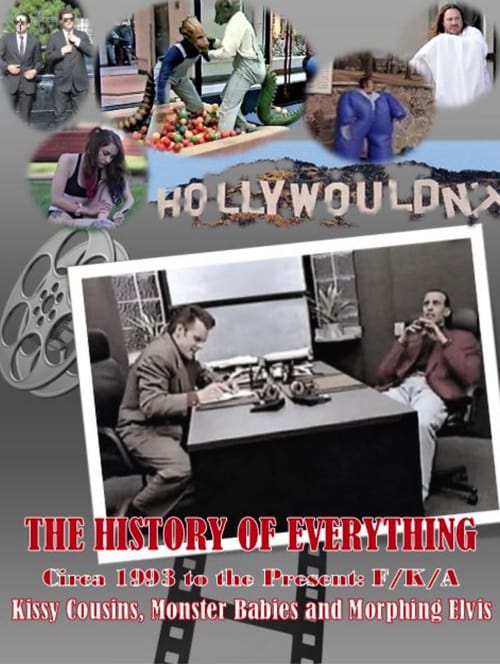 HOLLYWOULDN'T
THE HISTORY OF EVERYTHING
Circa 1993 to the Present: F/K/A
Kissy Cousins, Monster Babies and Morphing Elvis